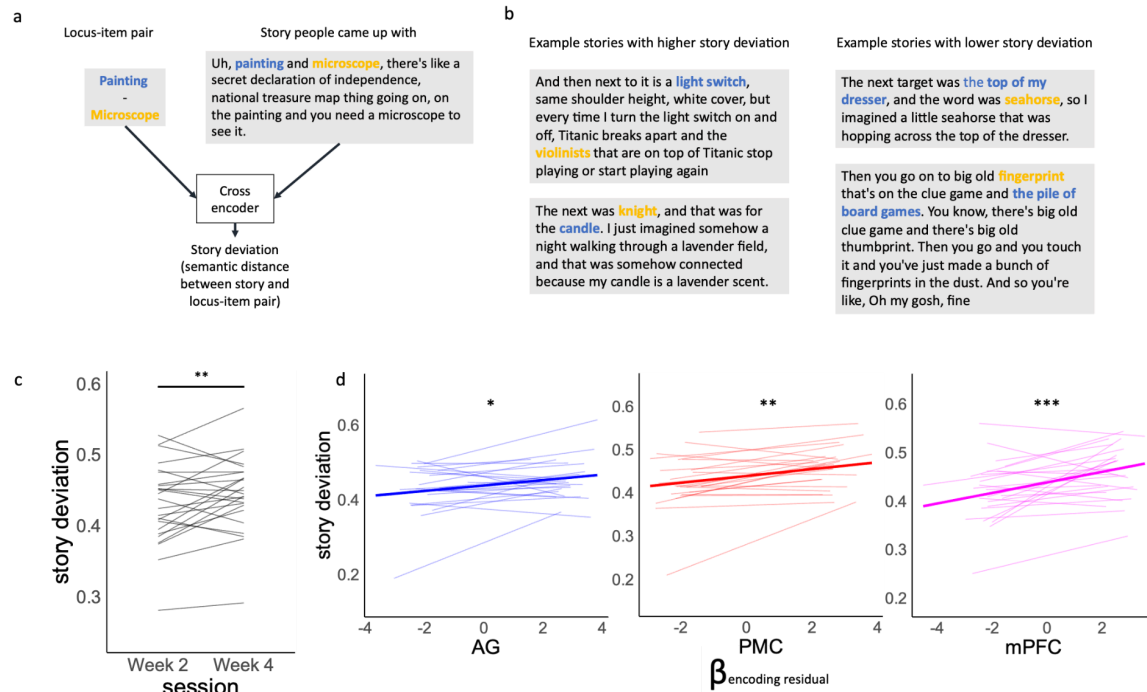 a
Locus-item pair
Story people came up with
Painting
-
Microscope
Uh, painting and microscope, there's like a
secret declaration of independence,
national treasure map thing going on, on
the painting and you need a microscope to
see it.
Cross
encoder
Story deviation
(semantic distance
between story and
locus-item pair)
b
Example stories with higher story deviation
And then next to it is a light switch,
same shoulder height, white cover, but
every time I turn the light switch on and
off, Titanic breaks apart and the
violinists that are on top of Titanic stop
playing or start playing again
The next was knight, and that was for
the candle. I just imagined somehow a
night walking through a lavender field,
and that was somehow connected
because my candle is a lavender scent.
Example stories with lower story deviation
The next target was the top of my
dresser, and the word was seahorse, so I
imagined a little seahorse that was
hopping across the top of the dresser.
Then you go on to big old fingerprint
that's on the clue game and the pile of
board games. You know, there's big old
clue game and there's big old
thumbprint. Then you go and you touch
it and you've just made a bunch of
fingerprints in the dust. And so you're
like, Oh my gosh, fine
c
story deviation
0.6
0.5
0.4
0.3
**
Week 2 Week 4
session
d
story deviation
0.6
0.4
0.2
*
-4 -2 0 2 4
AG
0.6
0.5
0.4
0.3
0.2
**
-2 0 2 4
PMC
0.6
0.5
0.4
0.3
0.2
***
-4 -2 0 2
mPFC
β encoding residual